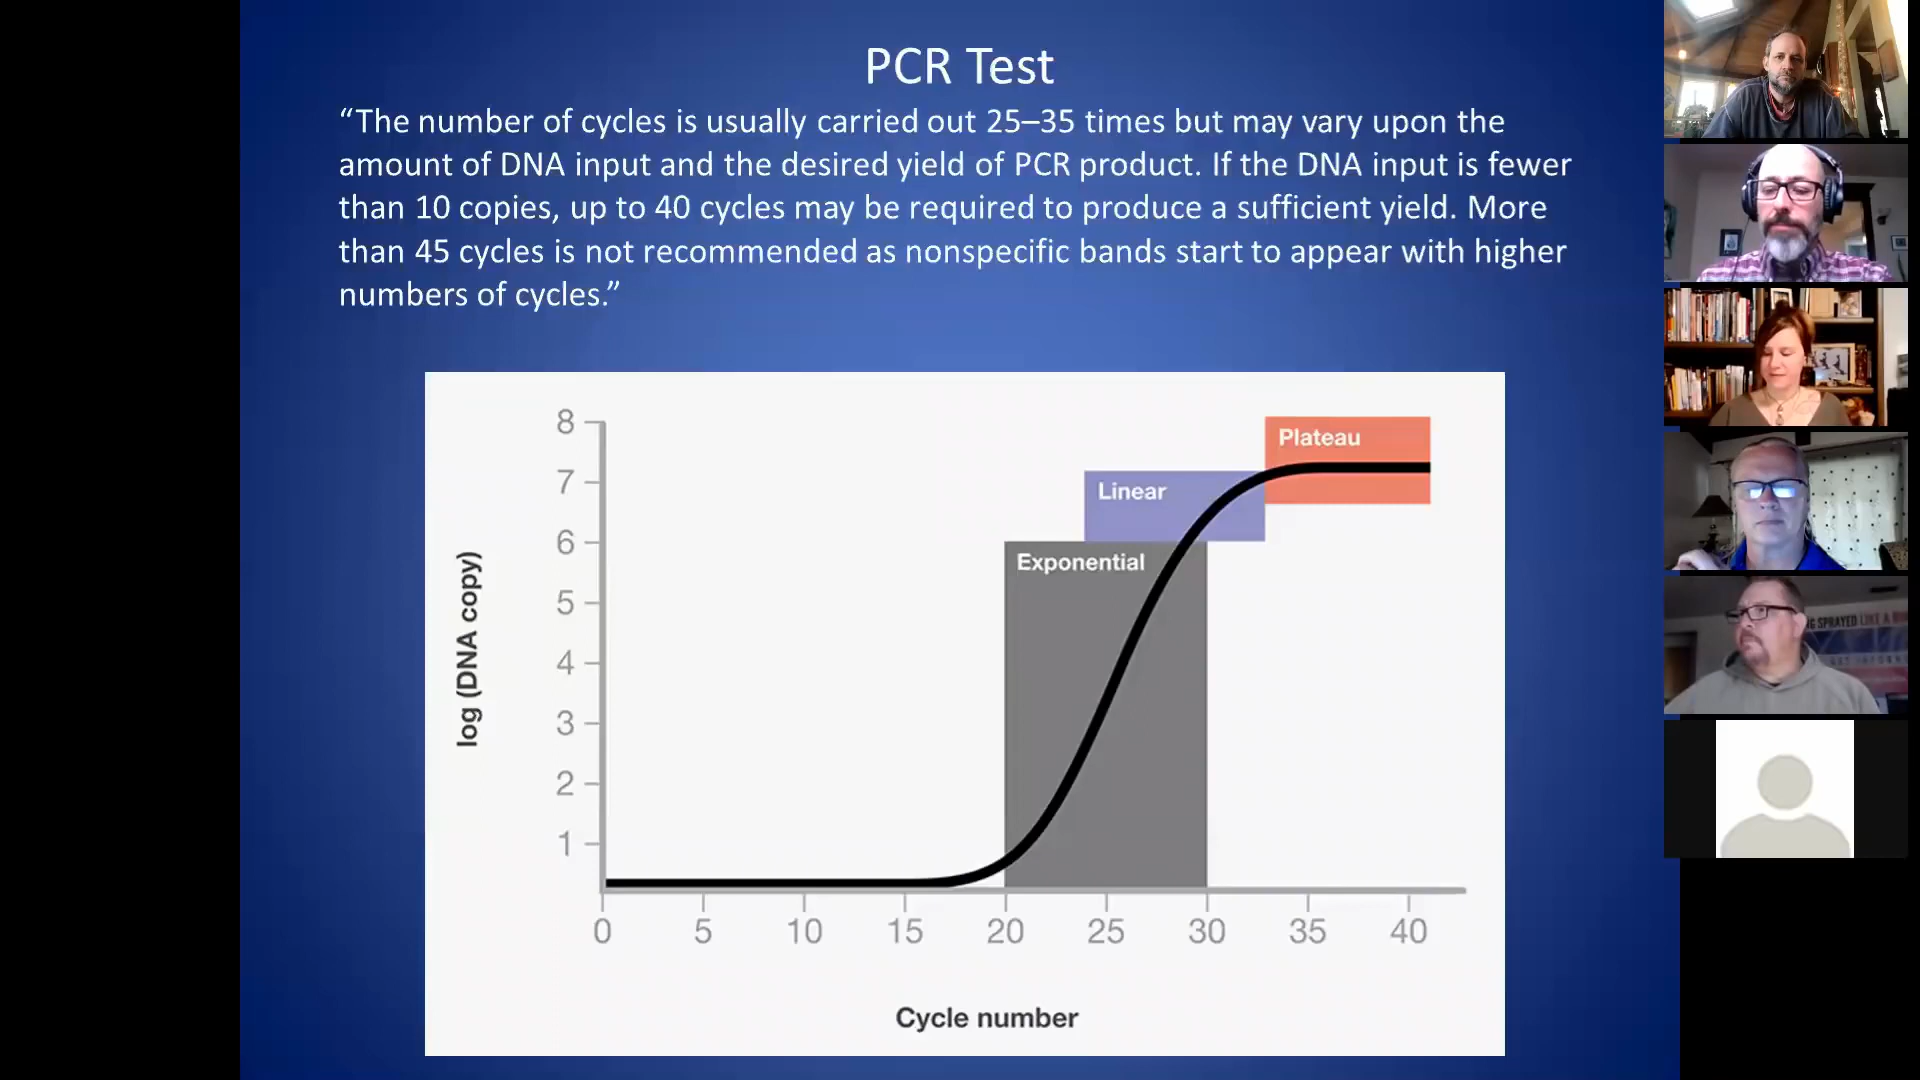 PCR Test
“The number of cycles is usually carried out 25–35 times but may vary upon the
amount of DNA input and the desired yield of PCR product. If the DNA input is fewer
than 10 copies, up to 40 cycles may be required to produce a sufficient yield. More
than 45 cycles is not recommended as nonspecific bands start to appear with higher
numbers of cycles.”
8
7
6
5
4
3
2
1
log (DNA copy)
Plateau
Linear
Exponential
0 5 10 15 20 25 30 35 40
Cycle number
SPRAYED LIKE A